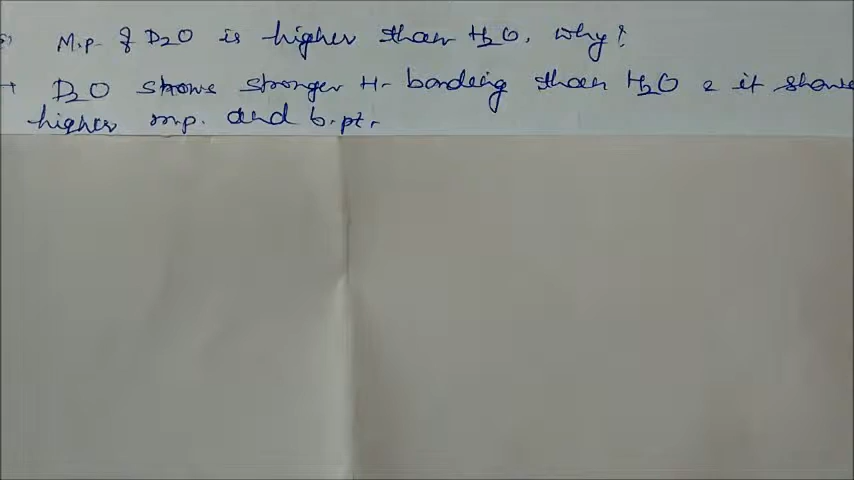 M.p. of D2O is higher than H2O, why?
→ D2O shows stronger H-bonding than H2O & it shows
higher m.p. and b.pt.